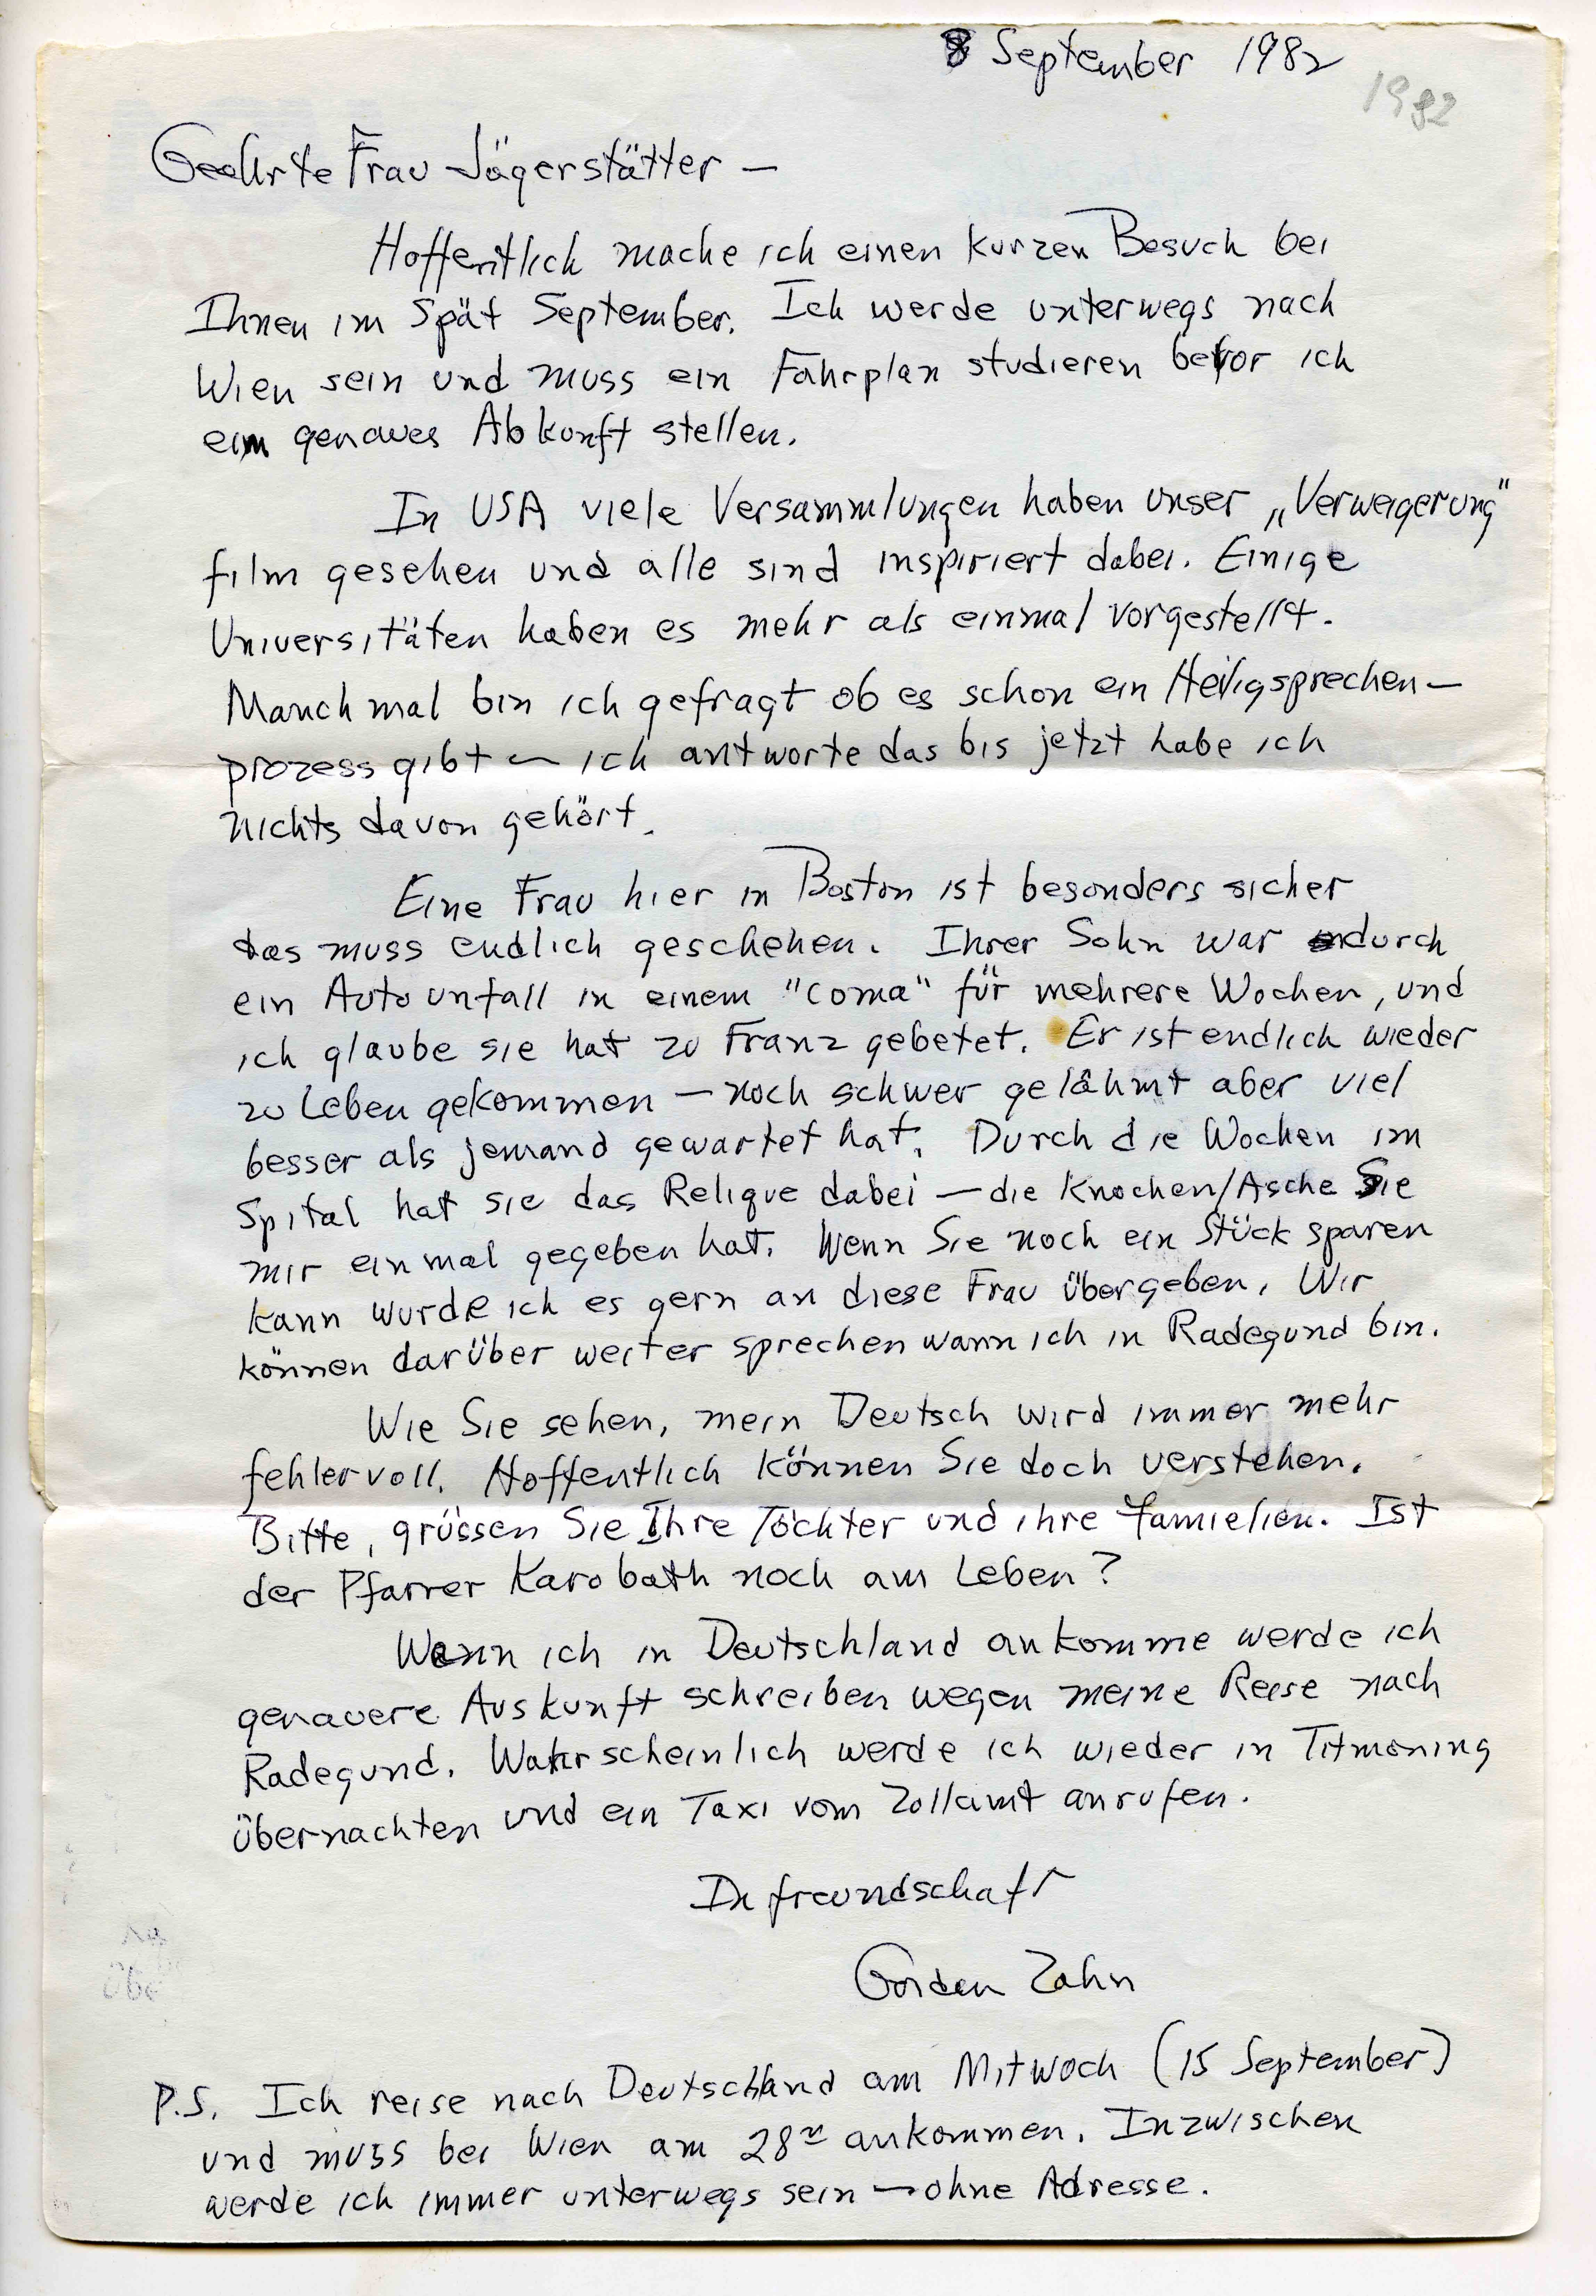 8 September 1982
1982
Geehrte Frau Jägerstätter —
Hoffentlich mache ich einen kurzen Besuch bei
Ihnen im Spät September. Ich werde unterwegs nach
Wien sein und muss ein Fahrplan studieren bevor ich
ein genaues Abkunft stellen.
In USA viele Versammlungen haben unser „Verweigerung"
film gesehen und alle sind inspiriert dabei. Einige
Universitäten haben es mehr als einmal vorgestellt.
Manchmal bin ich gefragt ob es schon ein Heiligsprechen-
prozess gibt — ich antworte das bis jetzt habe ich
nichts davon gehört.
Eine Frau hier in Boston ist besonders sicher
das muss endlich geschehen. Ihrer Sohn war durch
ein Auto unfall in einem "coma" für mehrere Wochen, und
ich glaube sie hat zu Franz gebetet. Er ist endlich wieder
zu Leben gekommen — noch schwer gelähmt aber viel
besser als jemand gewartet hat. Durch die Wochen im
Spital hat sie das Relique dabei — die Knochen/Asche Sie
mir einmal gegeben hat. Wenn Sie noch ein Stück sparen
kann wurde ich es gern an diese Frau übergeben. Wir
können darüber weiter sprechen wann ich in Radegund bin.
Wie Sie sehen, mein Deutsch wird immer mehr
fehlervoll. Hoffentlich können Sie doch verstehen.
Bitte, grüssen Sie Ihre Töchter und ihre Familien. Ist
der Pfarrer Karobath noch am Leben?
Wenn ich in Deutschland ankomme werde ich
genauere Auskunft schreiben wegen meine Reise nach
Radegund. Wahrscheinlich werde ich wieder in Titmoning
übernachten und ein Taxi vom Zollamt anrufen.
In freundschaft
Gordon Zahn
P.S. Ich reise nach Deutschland am Mitwoch (15 September)
und muss bei Wien am 28n ankommen. Inzwischen
werde ich immer unterwegs sein — ohne Adresse.